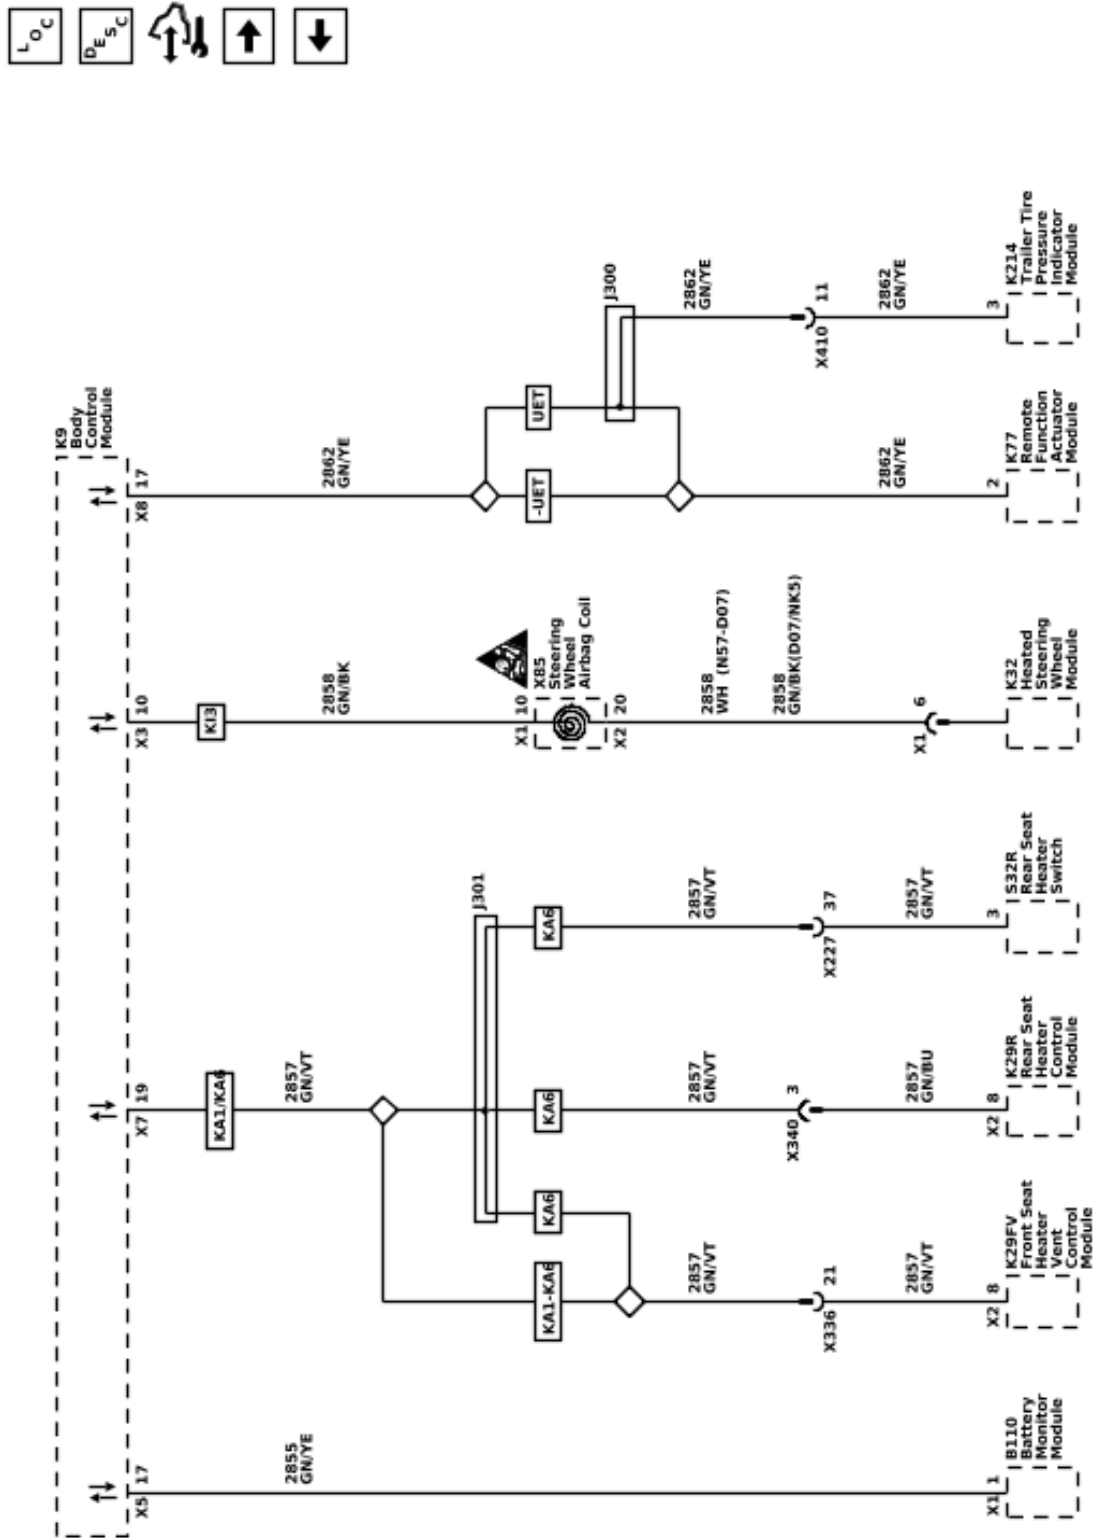 LOC
DESC
K9
Body
Control
Module
X5 17
2855
GN/YE
X1 1
B110
Battery
Monitor
Module
X7 19
KA1/KA6
2857
GN/VT
J301
KA1-KA6
KA6
KA6
KA6
2857
GN/VT
X336 21
2857
GN/VT
X2 8
K29FV
Front Seat
Heater
Vent
Control
Module
2857
GN/VT
X340 3
2857
GN/BU
X2 8
K29R
Rear Seat
Heater
Control
Module
2857
GN/VT
X227 37
2857
GN/VT
3
S32R
Rear Seat
Heater
Switch
X3 10
KI3
2858
GN/BK
X1 10
X85
Steering
Wheel
Airbag Coil
X2 20
2858
WH (N57-D07)
2858
GN/BK(D07/NK5)
X1 6
K32
Heated
Steering
Wheel
Module
X8 17
2862
GN/YE
-UET
UET
J300
2862
GN/YE
2
K77
Remote
Function
Actuator
Module
2862
GN/YE
X410 11
2862
GN/YE
3
K214
Trailer Tire
Pressure
Indicator
Module